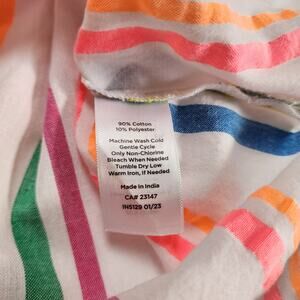 90% Cotton
10% Polyester
Machine Wash Cold
Gentle Cycle
Only Non-Chlorine
Bleach When Needed
Tumble Dry Low
Warm Iron, If Needed
Made in India
CA# 23147
IN5129 01/23